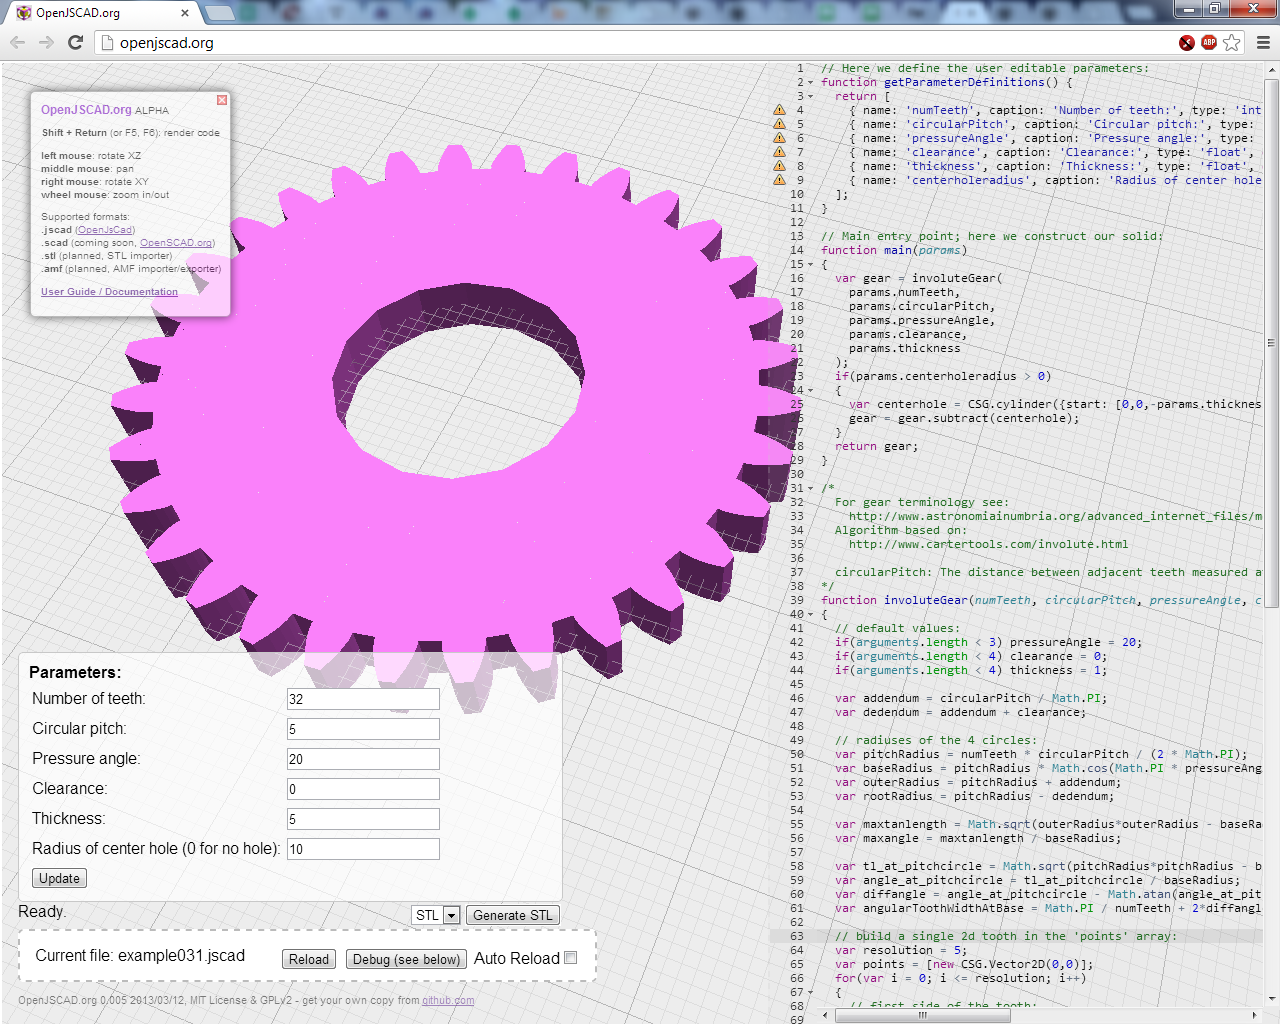 OpenJSCAD.org
openjscad.org
ABP
OpenJSCAD.org ALPHA
Shift + Return (or F5, F6): render code
left mouse: rotate XZ
middle mouse: pan
right mouse: rotate XY
wheel mouse: zoom in/out
Supported formats:
.jscad (OpenJsCad)
.scad (coming soon, OpenSCAD.org)
.stl (planned, STL importer)
.amf (planned, AMF importer/exporter)
User Guide / Documentation
Parameters:
Number of teeth: 32
Circular pitch: 5
Pressure angle: 20
Clearance: 0
Thickness: 5
Radius of center hole (0 for no hole): 10
Update
Ready. STL Generate STL
Current file: example031.jscad Reload Debug (see below) Auto Reload
OpenJSCAD.org 0.005 2013/03/12, MIT License & GPLv2 - get your own copy from github.com
1 // Here we define the user editable parameters:
2 function getParameterDefinitions() {
3 return [
4 { name: 'numTeeth', caption: 'Number of teeth:', type: 'int
5 { name: 'circularPitch', caption: 'Circular pitch:', type:
6 { name: 'pressureAngle', caption: 'Pressure angle:', type:
7 { name: 'clearance', caption: 'Clearance:', type: 'float',
8 { name: 'thickness', caption: 'Thickness:', type: 'float',
9 { name: 'centerholeradius', caption: 'Radius of center hole
10 ];
11 }
12
13 // Main entry point; here we construct our solid:
14 function main(params)
15 {
16 var gear = involuteGear(
17 params.numTeeth,
18 params.circularPitch,
19 params.pressureAngle,
20 params.clearance,
21 params.thickness
22 );
23 if(params.centerholeradius > 0)
24 {
25 var centerhole = CSG.cylinder({start: [0,0,-params.thicknes
26 gear = gear.subtract(centerhole);
27 }
28 return gear;
29 }
30
31 /*
32 For gear terminology see:
33 http://www.astronomiainumbria.org/advanced_internet_files/m
34 Algorithm based on:
35 http://www.cartertools.com/involute.html
36
37 circularPitch: The distance between adjacent teeth measured a
38 */
39 function involuteGear(numTeeth, circularPitch, pressureAngle, c
40 {
41 // default values:
42 if(arguments.length < 3) pressureAngle = 20;
43 if(arguments.length < 4) clearance = 0;
44 if(arguments.length < 4) thickness = 1;
45
46 var addendum = circularPitch / Math.PI;
47 var dedendum = addendum + clearance;
48
49 // radiuses of the 4 circles:
50 var pitchRadius = numTeeth * circularPitch / (2 * Math.PI);
51 var baseRadius = pitchRadius * Math.cos(Math.PI * pressureAng
52 var outerRadius = pitchRadius + addendum;
53 var rootRadius = pitchRadius - dedendum;
54
55 var maxtanlength = Math.sqrt(outerRadius*outerRadius - baseRa
56 var maxangle = maxtanlength / baseRadius;
57
58 var tl_at_pitchcircle = Math.sqrt(pitchRadius*pitchRadius - b
59 var angle_at_pitchcircle = tl_at_pitchcircle / baseRadius;
60 var diffangle = angle_at_pitchcircle - Math.atan(angle_at_pit
61 var angularToothWidthAtBase = Math.PI / numTeeth + 2*diffangl
62
63 // build a single 2d tooth in the 'points' array:
64 var resolution = 5;
65 var points = [new CSG.Vector2D(0,0)];
66 for(var i = 0; i <= resolution; i++)
67 {
68 // first side of the tooth:
69